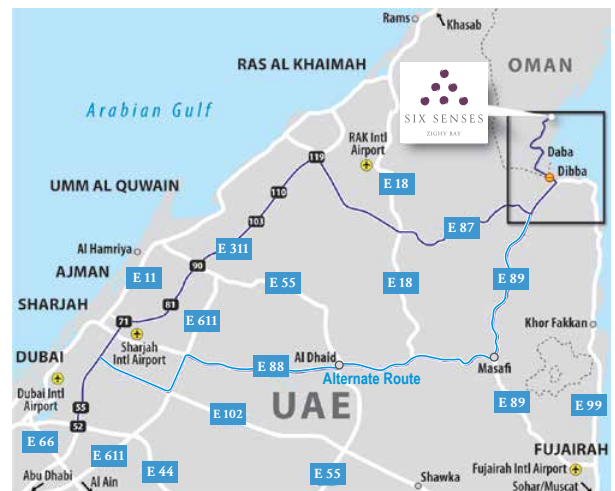 Rams
Khasab
RAS AL KHAIMAH
OMAN
SIX SENSES
ZIGHY BAY
Arabian Gulf
119
RAK Intl
Airport
Daba
Dibba
E 18
110
UMM AL QUWAIN
103
E 87
Al Hamriya
E 311
90
AJMAN
E 11
E 55
E 18
E 89
81
SHARJAH
E 611
71
Sharjah
Intl Airport
Khor Fakkan
DUBAI
Al Dhaid
Masafi
E 88
Alternate Route
Dubai Intl
Airport
55
52
E 102
UAE
E 89
E 99
E 66
E 611
E 44
E 55
FUJAIRAH
Fujairah Intl Airport
Abu Dhabi
Al Ain
Shawka
Sohar/Muscat